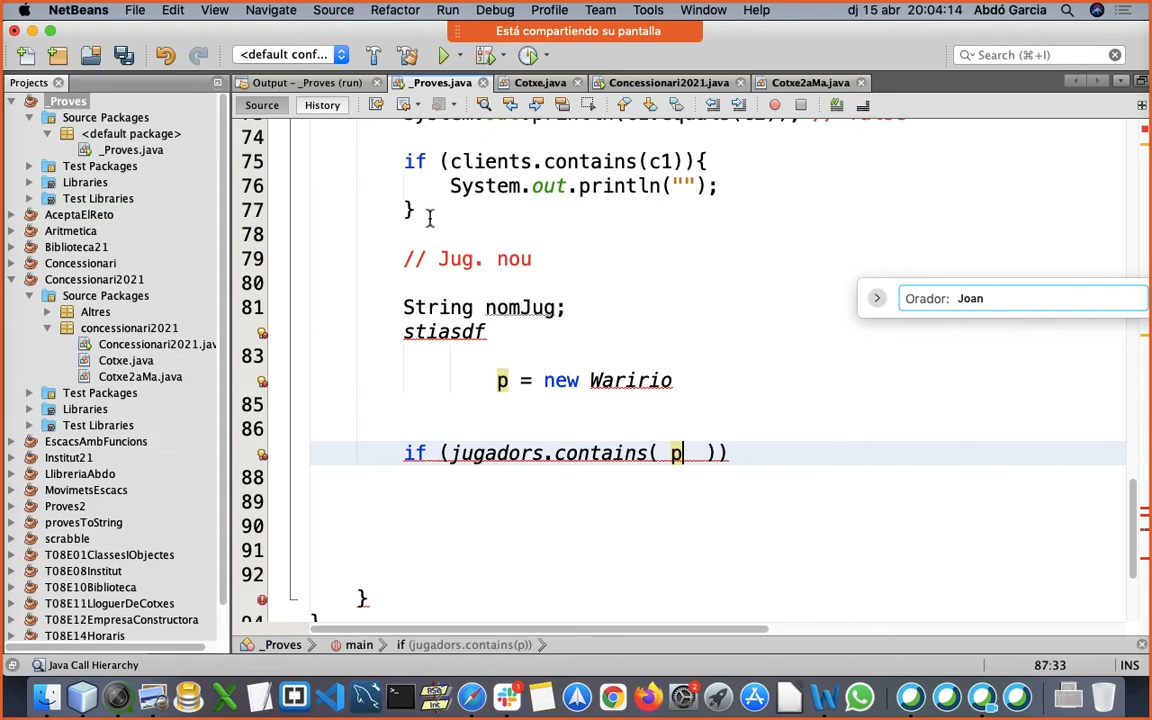 NetBeans File Edit View Navigate Source Refactor Run Debug Profile Team Tools Window Help dj 15 abr 20:04:14 Abdó Garcia
Está compartiendo su pantalla
<default conf...
Search (⌘+I)
Projects
Output – _Proves (run) _Proves.java Cotxe.java Concessionari2021.java Cotxe2aMa.java
Source History
_Proves
Source Packages
<default package>
_Proves.java
Test Packages
Libraries
Test Libraries
AceptaElReto
Aritmetica
Biblioteca21
Concessionari
Concessionari2021
Source Packages
Altres
concessionari2021
Concessionari2021.jav
Cotxe.java
Cotxe2aMa.java
Test Packages
Libraries
Test Libraries
EscacsAmbFuncions
Institut21
LlibreriaAbdo
MovimetsEscacs
Proves2
provesToString
scrabble
T08E01ClassesIObjectes
T08E08Institut
T08E10Biblioteca
T08E11LloguerDeCotxes
T08E12EmpresaConstructora
T08E14Horaris
74
75 if (clients.contains(c1)){
76 System.out.println("");
77 }
78
79 // Jug. nou
80
81 String nomJug;
stiasdf
83
p = new Waririo
85
86
if (jugadors.contains( p ))
88
89
90
91
92
}
Orador: Joan
_Proves main if (jugadors.contains(p))
Java Call Hierarchy
87:33 INS